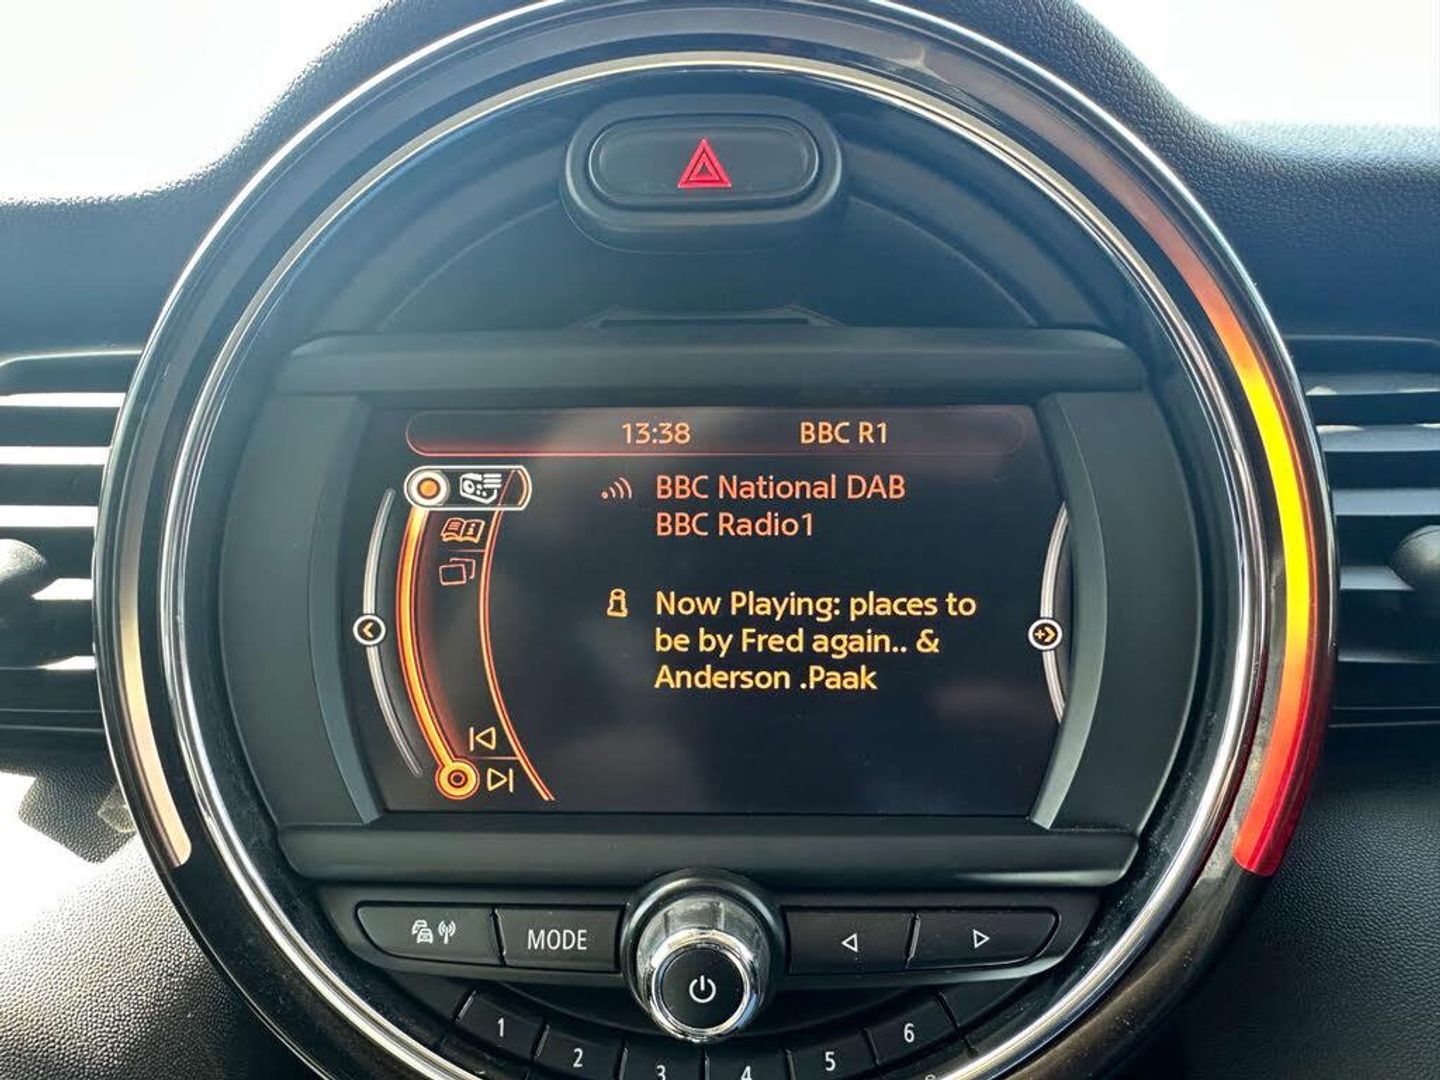 13:38 BBC R1
BBC National DAB
BBC Radio1
Now Playing: places to
be by Fred again.. &
Anderson .Paak
MODE
1
2
3
4
5
6